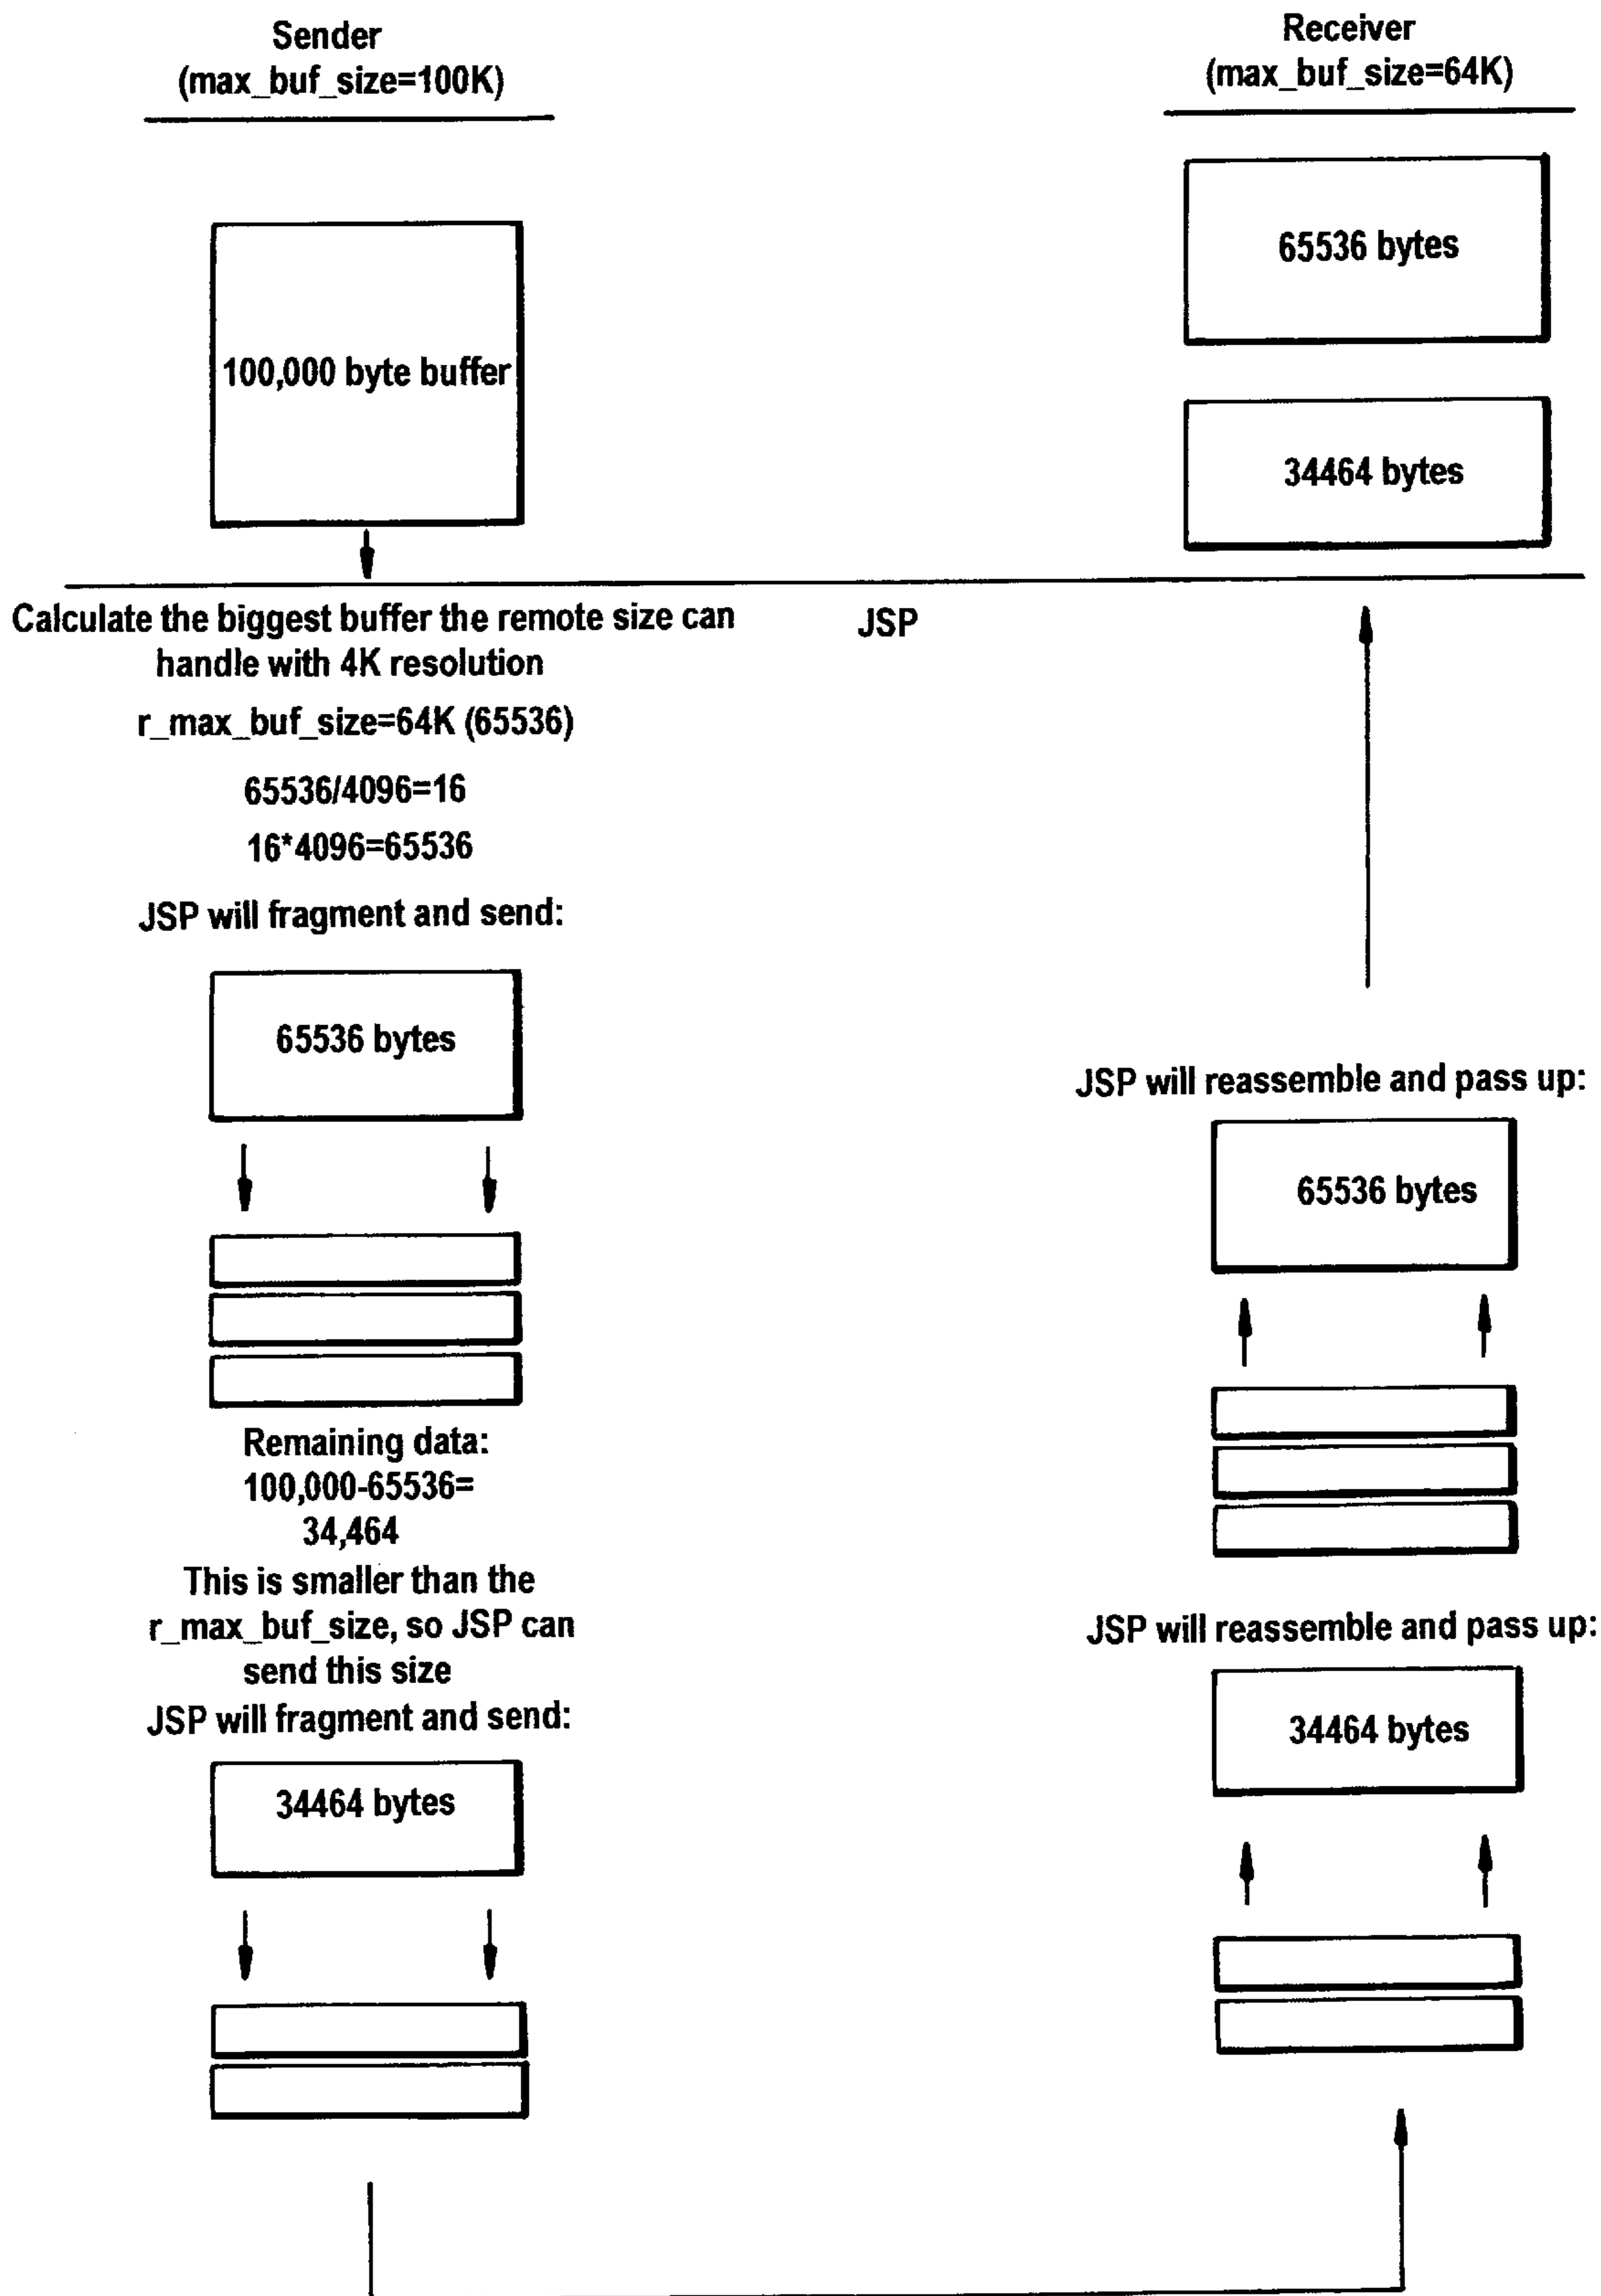 Sender
(max_buf_size=100K)
100,000 byte buffer
Receiver
(max_buf_size=64K)
65536 bytes
34464 bytes
Calculate the biggest buffer the remote size can
handle with 4K resolution
r_max_buf_size=64K (65536)
65536/4096=16
16*4096=65536
JSP will fragment and send:
65536 bytes
Remaining data:
100,000-65536=
34,464
This is smaller than the
r_max_buf_size, so JSP can
send this size
JSP will fragment and send:
34464 bytes
JSP
JSP will reassemble and pass up:
65536 bytes
JSP will reassemble and pass up:
34464 bytes